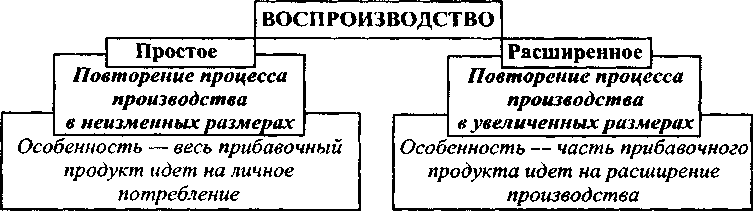 ВОСПРОИЗВОДСТВО
Простое
Повторение процесса
производства
в неизменных размерах
Особенность — весь прибавочный
продукт идет на личное
потребление
Расширенное
Повторение процесса
производства
в увеличенных размерах
Особенность –– часть прибавочного
продукта идет на расширение
производства